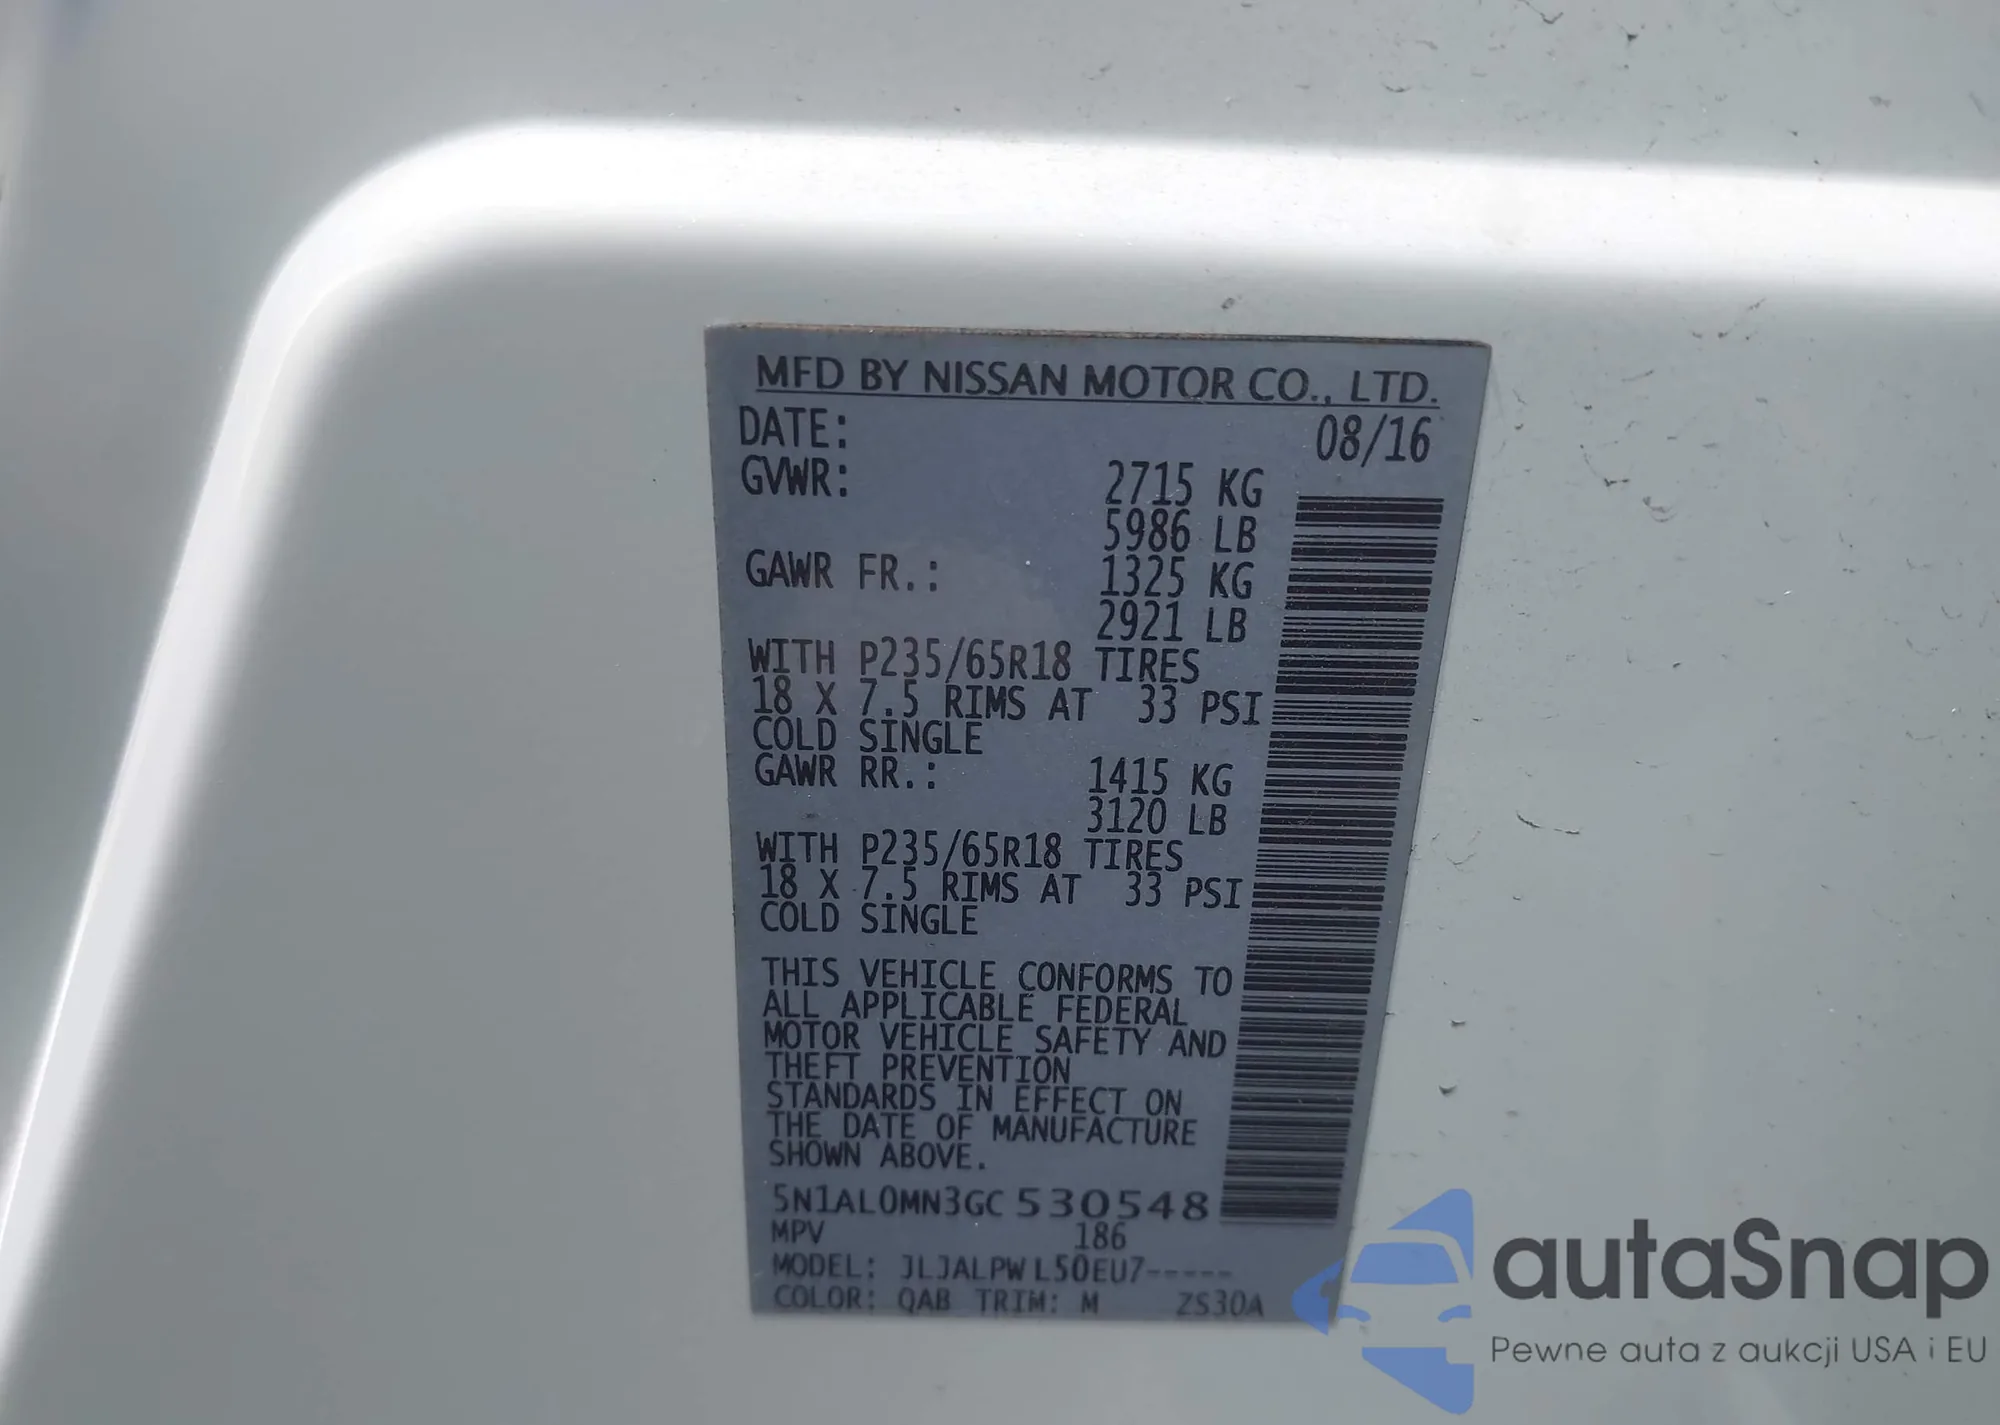 MFD BY NISSAN MOTOR CO., LTD.
DATE: 08/16
GVWR: 2715 KG
5986 LB
GAWR FR.: 1325 KG
2921 LB
WITH P235/65R18 TIRES
18 X 7.5 RIMS AT 33 PSI
COLD SINGLE
GAWR RR.: 1415 KG
3120 LB
WITH P235/65R18 TIRES
18 X 7.5 RIMS AT 33 PSI
COLD SINGLE
THIS VEHICLE CONFORMS TO
ALL APPLICABLE FEDERAL
MOTOR VEHICLE SAFETY AND
THEFT PREVENTION
STANDARDS IN EFFECT ON
THE DATE OF MANUFACTURE
SHOWN ABOVE.
5N1AL0MN3GC530548
MPV 186
MODEL: JLJALPWL50EU7-----
COLOR: QAB TRIM: M ZS30A
autaSnap
Pewne auta z aukcji USA i EU